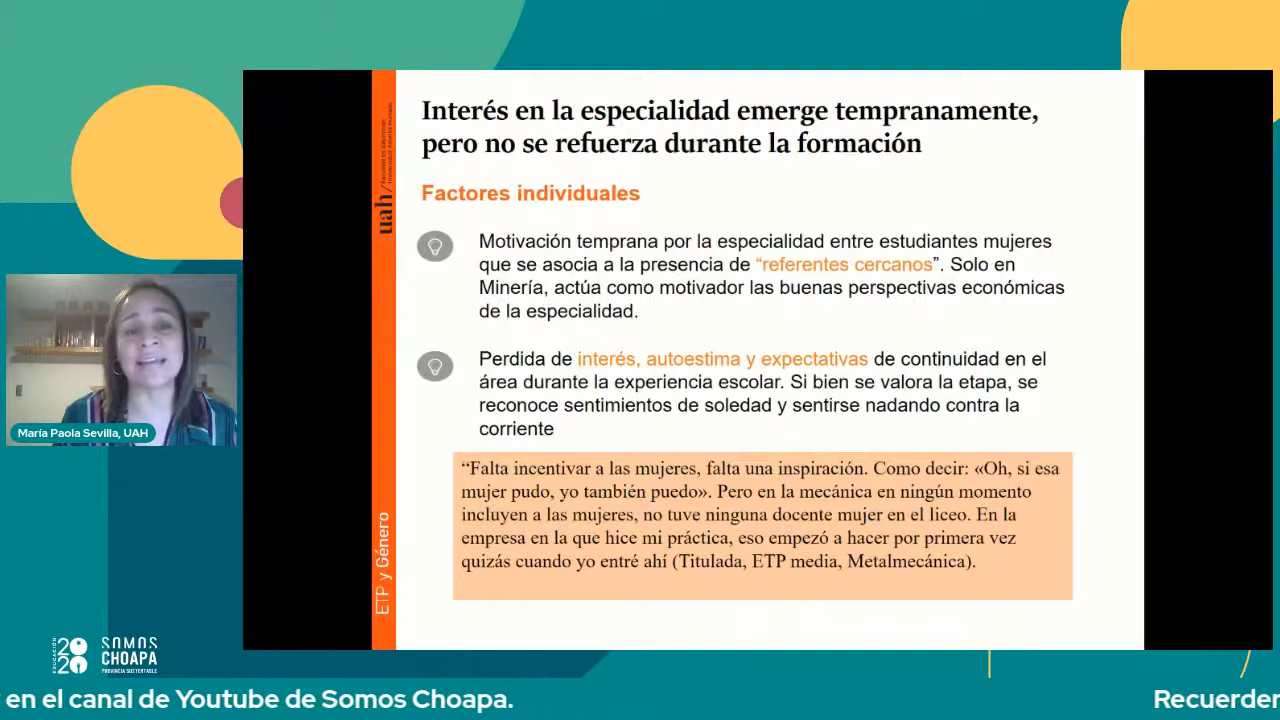 Interés en la especialidad emerge tempranamente,
pero no se refuerza durante la formación
Factores individuales
Motivación temprana por la especialidad entre estudiantes mujeres
que se asocia a la presencia de “referentes cercanos”. Solo en
Minería, actúa como motivador las buenas perspectivas económicas
de la especialidad.
Perdida de interés, autoestima y expectativas de continuidad en el
área durante la experiencia escolar. Si bien se valora la etapa, se
reconoce sentimientos de soledad y sentirse nadando contra la
corriente
“Falta incentivar a las mujeres, falta una inspiración. Como decir: «Oh, si esa
mujer pudo, yo también puedo». Pero en la mecánica en ningún momento
incluyen a las mujeres, no tuve ninguna docente mujer en el liceo. En la
empresa en la que hice mi práctica, eso empezó a hacer por primera vez
quizás cuando yo entré ahí (Titulada, ETP media, Metalmecánica).
uah/
ETP y Género
María Paola Sevilla, UAH
EDUCACIÓN
2020
SOMOS
CHOAPA
PROVINCIA SUSTENTABLE
en el canal de Youtube de Somos Choapa.
Recuerden